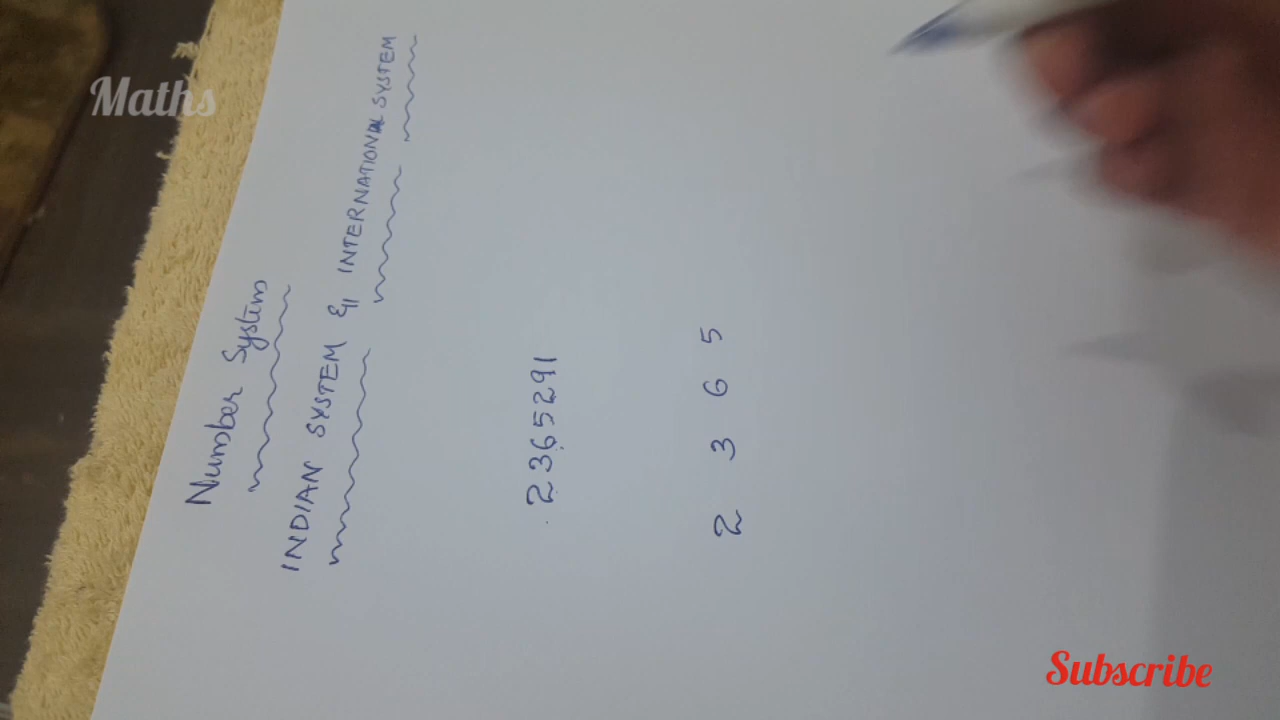 Maths
Number System
INDIAN SYSTEM & INTERNATIONAL SYSTEM
2365291
2 3 6 5
Subscribe